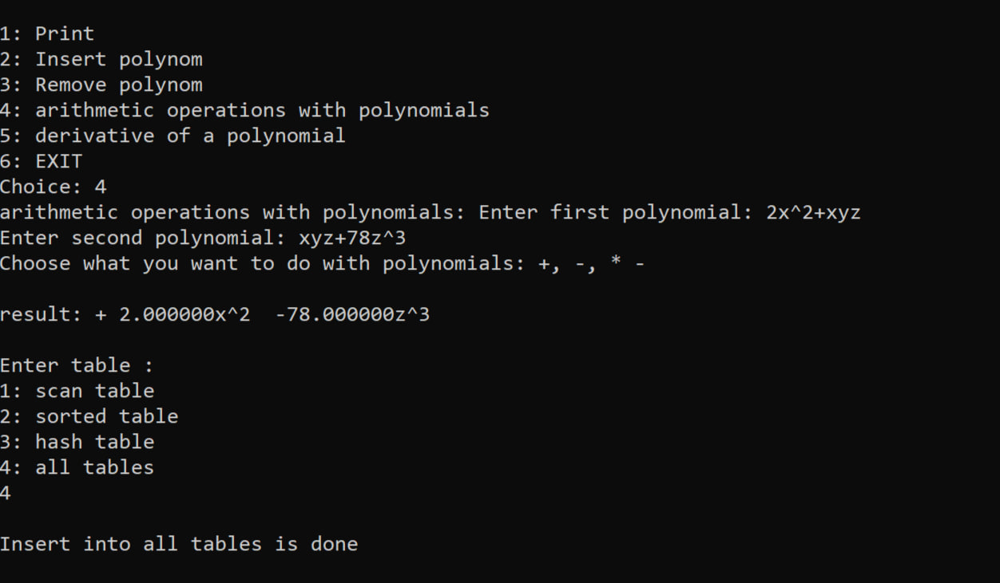 1: Print
2: Insert polynom
3: Remove polynom
4: arithmetic operations with polynomials
5: derivative of a polynomial
6: EXIT
Choice: 4
arithmetic operations with polynomials: Enter first polynomial: 2x^2+xyz
Enter second polynomial: xyz+78z^3
Choose what you want to do with polynomials: +, -, * -
result: + 2.000000x^2  -78.000000z^3
Enter table :
1: scan table
2: sorted table
3: hash table
4: all tables
4
Insert into all tables is done